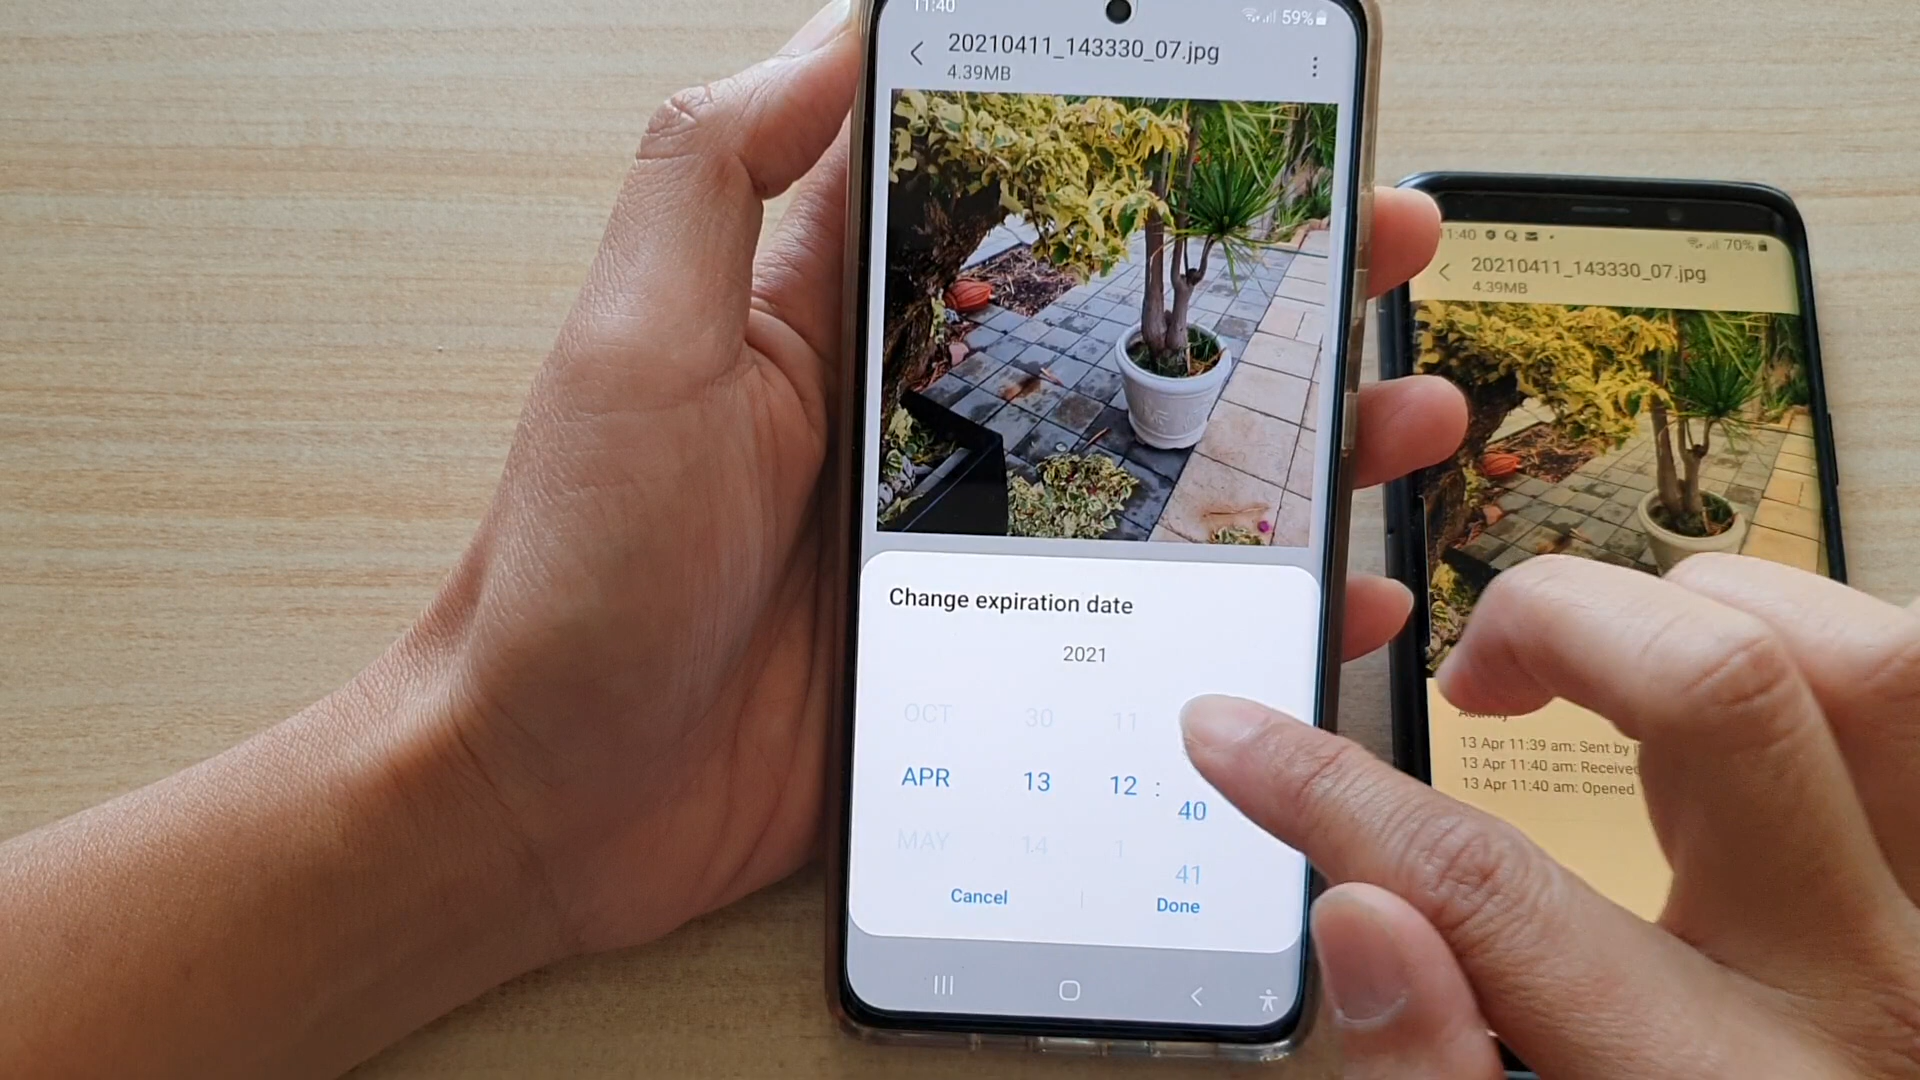 11:40
59%
20210411_143330_07.jpg
4.39MB
Change expiration date
2021
OCT 30 11
APR 13 12 : 40
MAY 14 1 41
Cancel Done
11:40
70%
20210411_143330_07.jpg
4.39MB
Activity
13 Apr 11:39 am: Sent by
13 Apr 11:40 am: Received
13 Apr 11:40 am: Opened